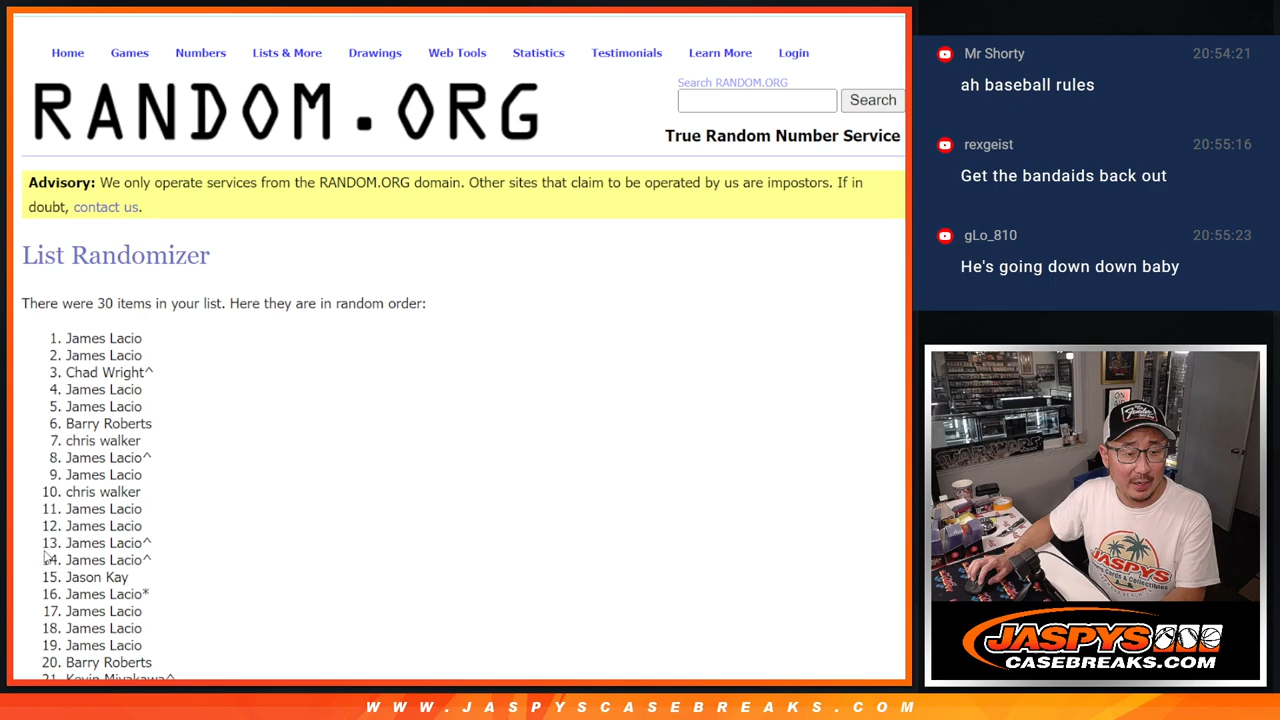 Home Games Numbers Lists & More Drawings Web Tools Statistics Testimonials Learn More Login
RANDOM.ORG
Search RANDOM.ORG
Search
True Random Number Service
Advisory: We only operate services from the RANDOM.ORG domain. Other sites that claim to be operated by us are impostors. If in
doubt, contact us.
List Randomizer
There were 30 items in your list. Here they are in random order:
1. James Lacio
2. James Lacio
3. Chad Wright^
4. James Lacio
5. James Lacio
6. Barry Roberts
7. chris walker
8. James Lacio^
9. James Lacio
10. chris walker
11. James Lacio
12. James Lacio
13. James Lacio^
14. James Lacio^
15. Jason Kay
16. James Lacio*
17. James Lacio
18. James Lacio
19. James Lacio
20. Barry Roberts
21. Kevin Miyakawa^
Mr Shorty 20:54:21
ah baseball rules
rexgeist 20:55:16
Get the bandaids back out
gLo_810 20:55:23
He's going down down baby
Fender
JASPYS
JASPYS
CASEBREAKS.COM
WWW.JASPYSCASEBREAKS.COM